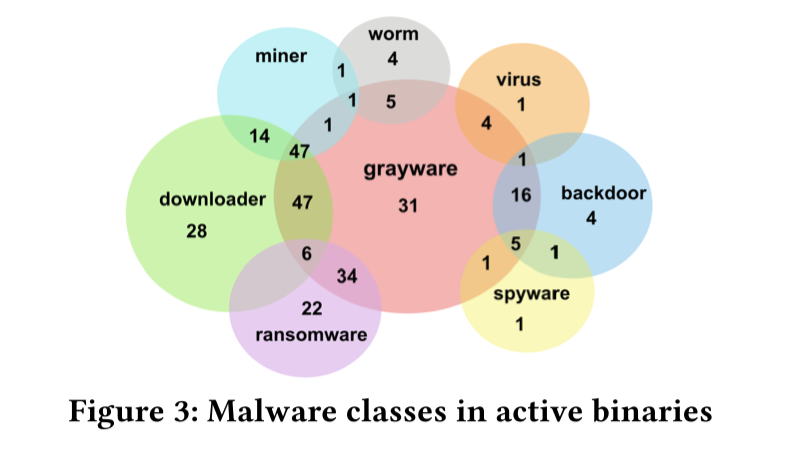 worm
4
miner
1
virus
1
1
5
4
1
14
47
1
grayware
31
16
backdoor
4
downloader
28
47
5
1
6
1
34
spyware
1
22
ransomware
Figure 3: Malware classes in active binaries